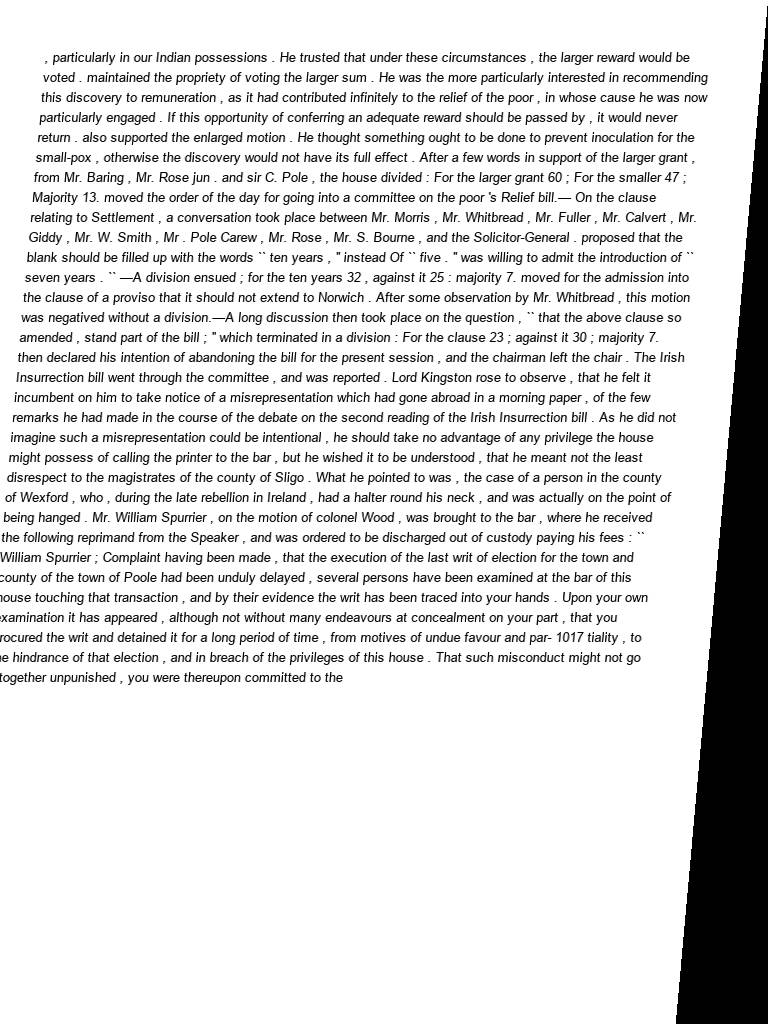 , particularly in our Indian possessions . He trusted that under these circumstances , the larger reward would be
voted . maintained the propriety of voting the larger sum . He was the more particularly interested in recommending
this discovery to remuneration , as it had contributed infinitely to the relief of the poor , in whose cause he was now
particularly engaged . If this opportunity of conferring an adequate reward should be passed by , it would never
return . also supported the enlarged motion . He thought something ought to be done to prevent inoculation for the
small-pox , otherwise the discovery would not have its full effect . After a few words in support of the larger grant ,
from Mr. Baring , Mr. Rose jun . and sir C. Pole , the house divided : For the larger grant 60 ; For the smaller 47 ;
Majority 13. moved the order of the day for going into a committee on the poor 's Relief bill.— On the clause
relating to Settlement , a conversation took place between Mr. Morris , Mr. Whitbread , Mr. Fuller , Mr. Calvert , Mr.
Giddy , Mr. W. Smith , Mr . Pole Carew , Mr. Rose , Mr. S. Bourne , and the Solicitor-General . proposed that the
blank should be filled up with the words `` ten years , " instead Of `` five . " was willing to admit the introduction of ``
seven years . `` —A division ensued ; for the ten years 32 , against it 25 : majority 7. moved for the admission into
the clause of a proviso that it should not extend to Norwich . After some observation by Mr. Whitbread , this motion
was negatived without a division.—A long discussion then took place on the question , `` that the above clause so
amended , stand part of the bill ; " which terminated in a division : For the clause 23 ; against it 30 ; majority 7.
then declared his intention of abandoning the bill for the present session , and the chairman left the chair . The Irish
Insurrection bill went through the committee , and was reported . Lord Kingston rose to observe , that he felt it
incumbent on him to take notice of a misrepresentation which had gone abroad in a morning paper , of the few
remarks he had made in the course of the debate on the second reading of the Irish Insurrection bill . As he did not
imagine such a misrepresentation could be intentional , he should take no advantage of any privilege the house
might possess of calling the printer to the bar , but he wished it to be understood , that he meant not the least
disrespect to the magistrates of the county of Sligo . What he pointed to was , the case of a person in the county
of Wexford , who , during the late rebellion in Ireland , had a halter round his neck , and was actually on the point of
being hanged . Mr. William Spurrier , on the motion of colonel Wood , was brought to the bar , where he received
the following reprimand from the Speaker , and was ordered to be discharged out of custody paying his fees : ``
William Spurrier ; Complaint having been made , that the execution of the last writ of election for the town and
county of the town of Poole had been unduly delayed , several persons have been examined at the bar of this
house touching that transaction , and by their evidence the writ has been traced into your hands . Upon your own
examination it has appeared , although not without many endeavours at concealment on your part , that you
rocured the writ and detained it for a long period of time , from motives of undue favour and par- 1017 tiality , to
e hindrance of that election , and in breach of the privileges of this house . That such misconduct might not go
together unpunished , you were thereupon committed to the